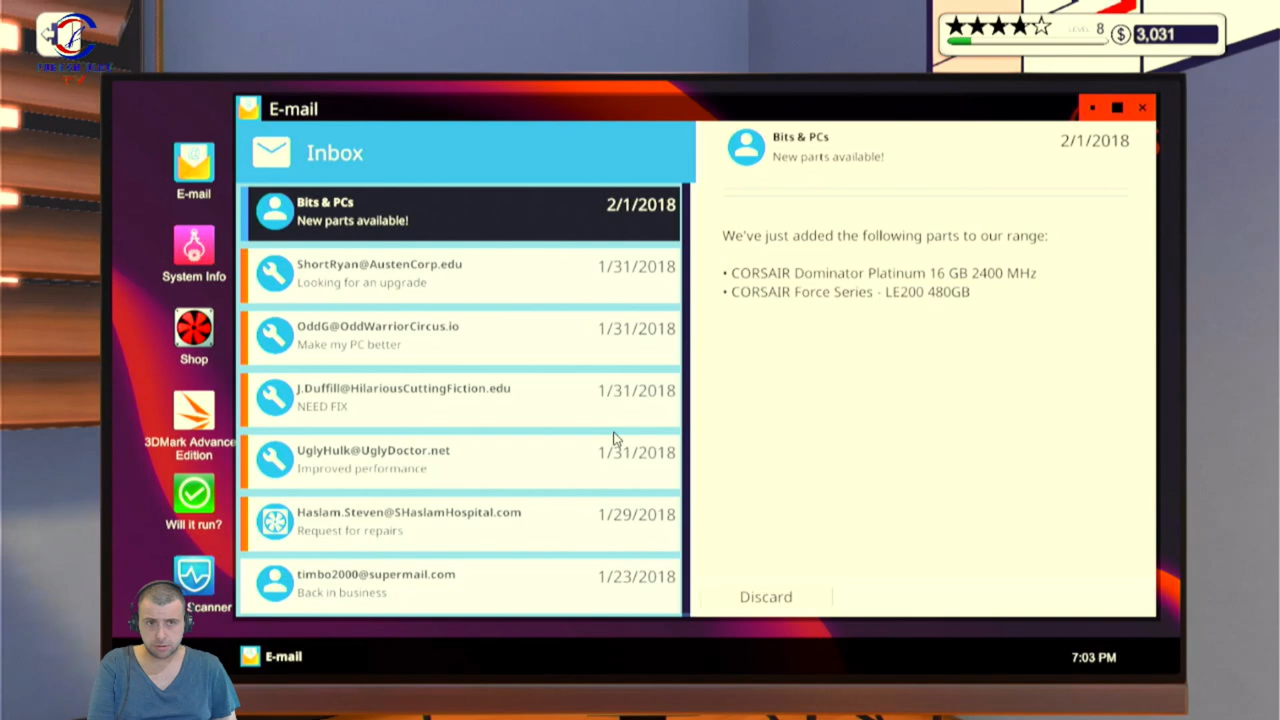 LEVEL 8
$ 3,031
E-mail
Inbox
Bits & PCs
New parts available!
2/1/2018
ShortRyan@AustenCorp.edu
Looking for an upgrade
1/31/2018
OddG@OddWarriorCircus.io
Make my PC better
1/31/2018
J.Duffill@HilariousCuttingFiction.edu
NEED FIX
1/31/2018
UglyHulk@UglyDoctor.net
Improved performance
1/31/2018
Haslam.Steven@SHaslamHospital.com
Request for repairs
1/29/2018
timbo2000@supermail.com
Back in business
1/23/2018
Bits & PCs
New parts available!
2/1/2018
We've just added the following parts to our range:
• CORSAIR Dominator Platinum 16 GB 2400 MHz
• CORSAIR Force Series - LE200 480GB
Discard
E-mail
System Info
Shop
3DMark Advance
Edition
Will it run?
canner
E-mail
7:03 PM